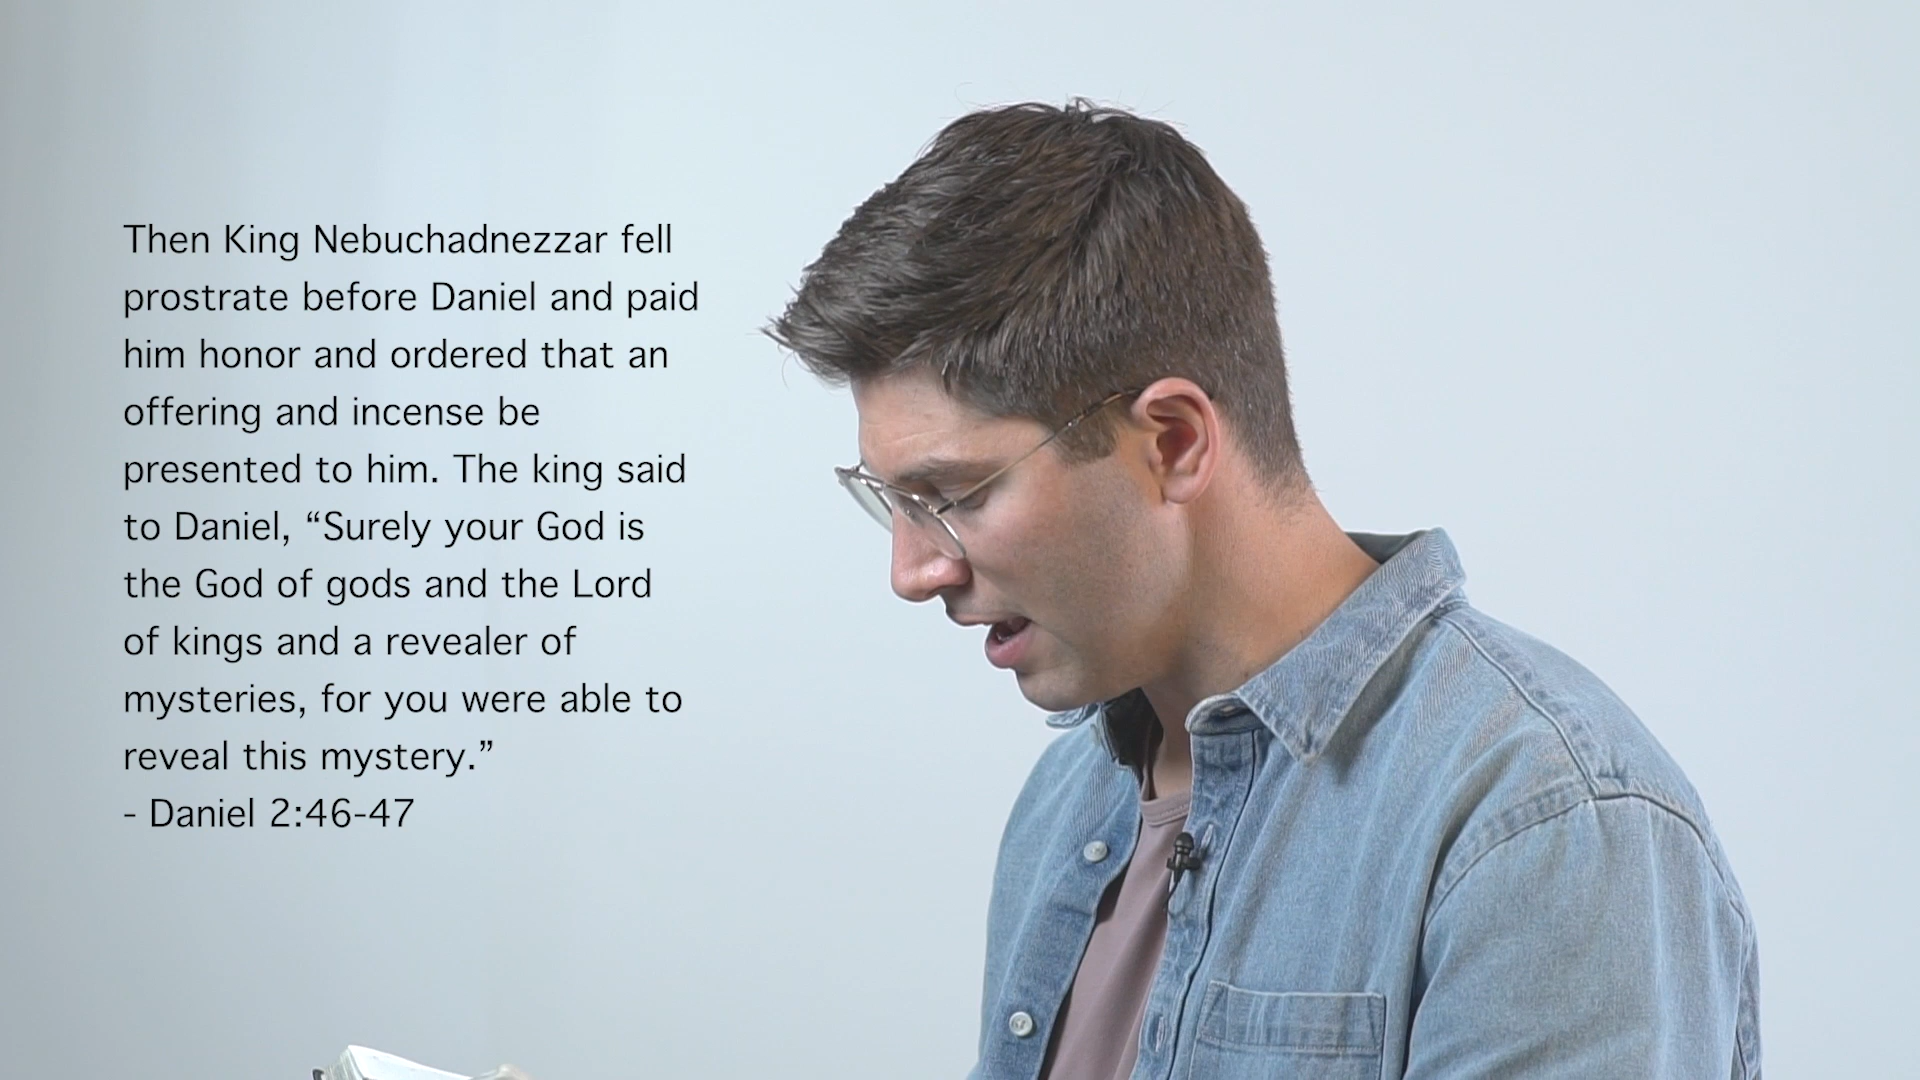 Then King Nebuchadnezzar fell
prostrate before Daniel and paid
him honor and ordered that an
offering and incense be
presented to him. The king said
to Daniel, “Surely your God is
the God of gods and the Lord
of kings and a revealer of
mysteries, for you were able to
reveal this mystery.”
- Daniel 2:46-47